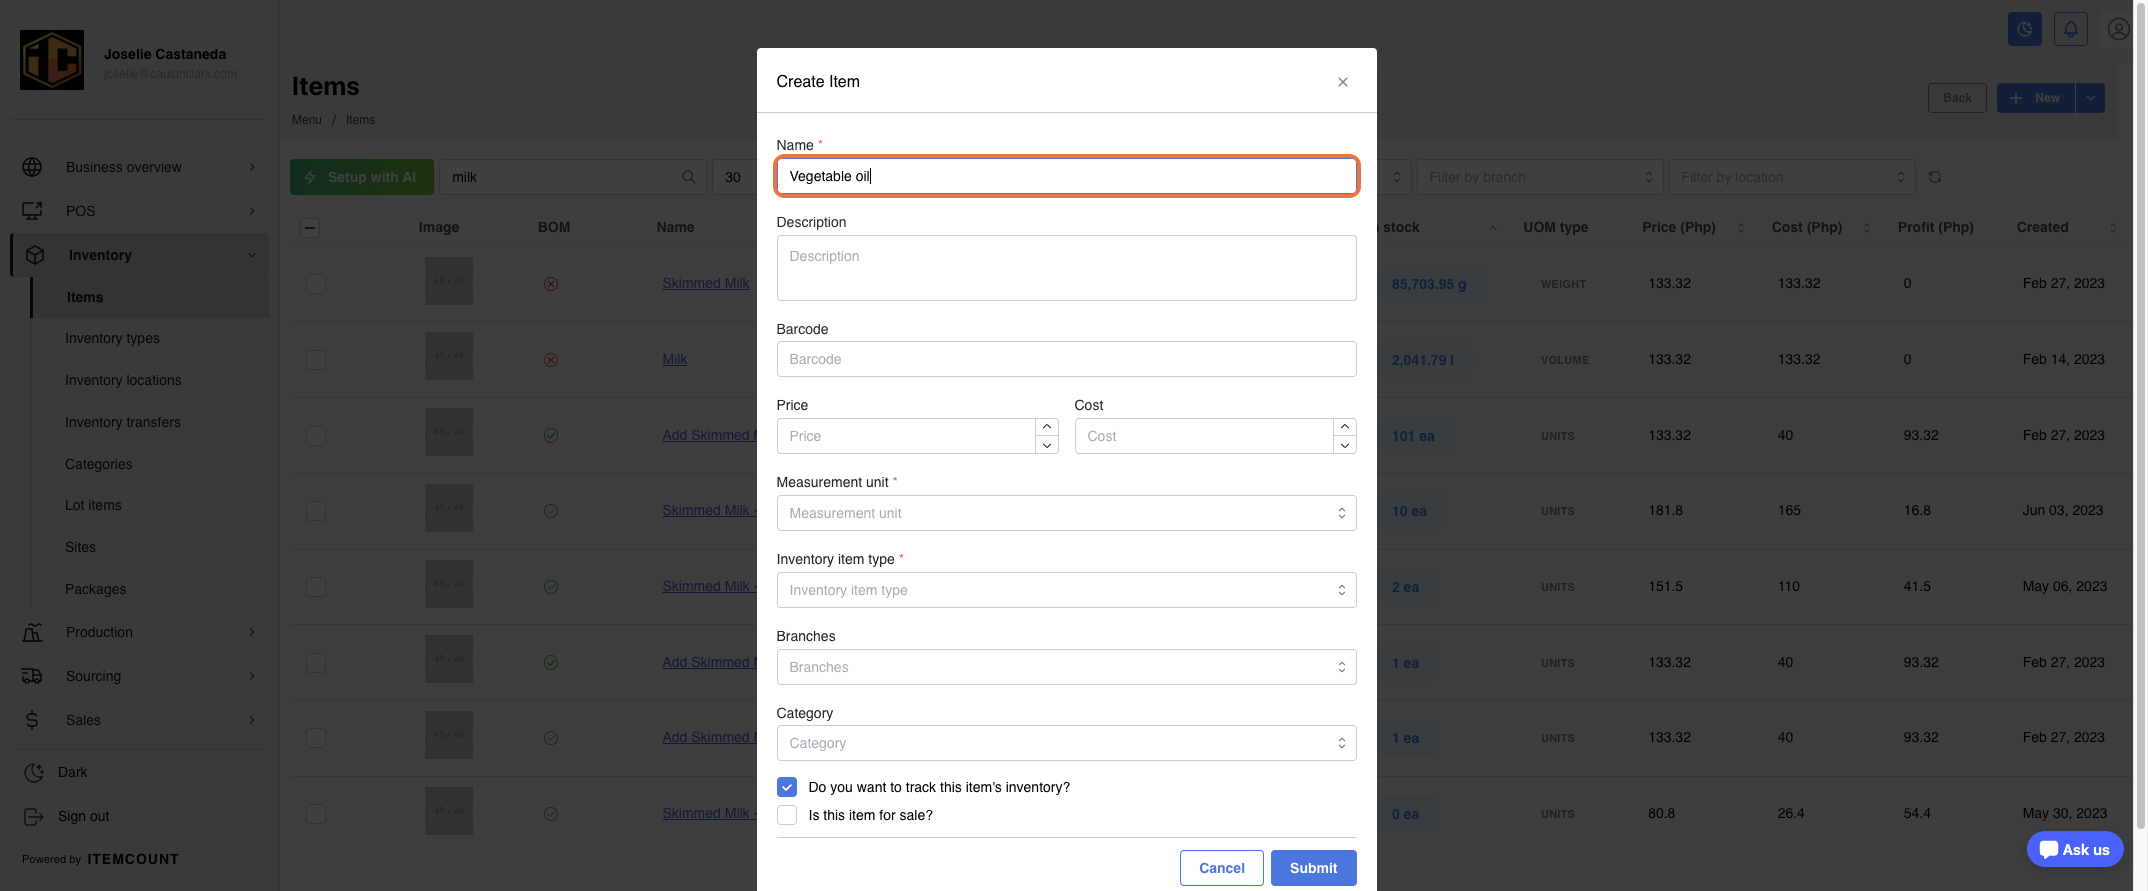 Joselie Castaneda
joselie@cauldnclark.com
Business overview
POS
Inventory
Items
Inventory types
Inventory locations
Inventory transfers
Categories
Lot items
Sites
Packages
Production
Sourcing
Sales
Dark
Sign out
Powered by ITEMCOUNT
Items
Menu / Items
Back
+ New
Setup with AI
milk
30
Filter by branch
Filter by location
Image BOM Name stock UOM type Price (Php) Cost (Php) Profit (Php) Created
48 x 48 Skimmed Milk 85,703.95 g WEIGHT 133.32 133.32 0 Feb 27, 2023
48 x 48 Milk 2,041.79 l VOLUME 133.32 133.32 0 Feb 14, 2023
48 x 48 Add Skimmed 101 ea UNITS 133.32 40 93.32 Feb 27, 2023
48 x 48 Skimmed Milk - 10 ea UNITS 181.8 165 16.8 Jun 03, 2023
48 x 48 Skimmed Milk - 2 ea UNITS 151.5 110 41.5 May 06, 2023
48 x 48 Add Skimmed 1 ea UNITS 133.32 40 93.32 Feb 27, 2023
48 x 48 Add Skimmed 1 ea UNITS 133.32 40 93.32 Feb 27, 2023
48 x 48 Skimmed Milk - 0 ea UNITS 80.8 26.4 54.4 May 30, 2023
Create Item
Name *
Vegetable oil
Description
Description
Barcode
Barcode
Price Cost
Price Cost
Measurement unit *
Measurement unit
Inventory item type *
Inventory item type
Branches
Branches
Category
Category
Do you want to track this item's inventory?
Is this item for sale?
Cancel Submit
Ask us